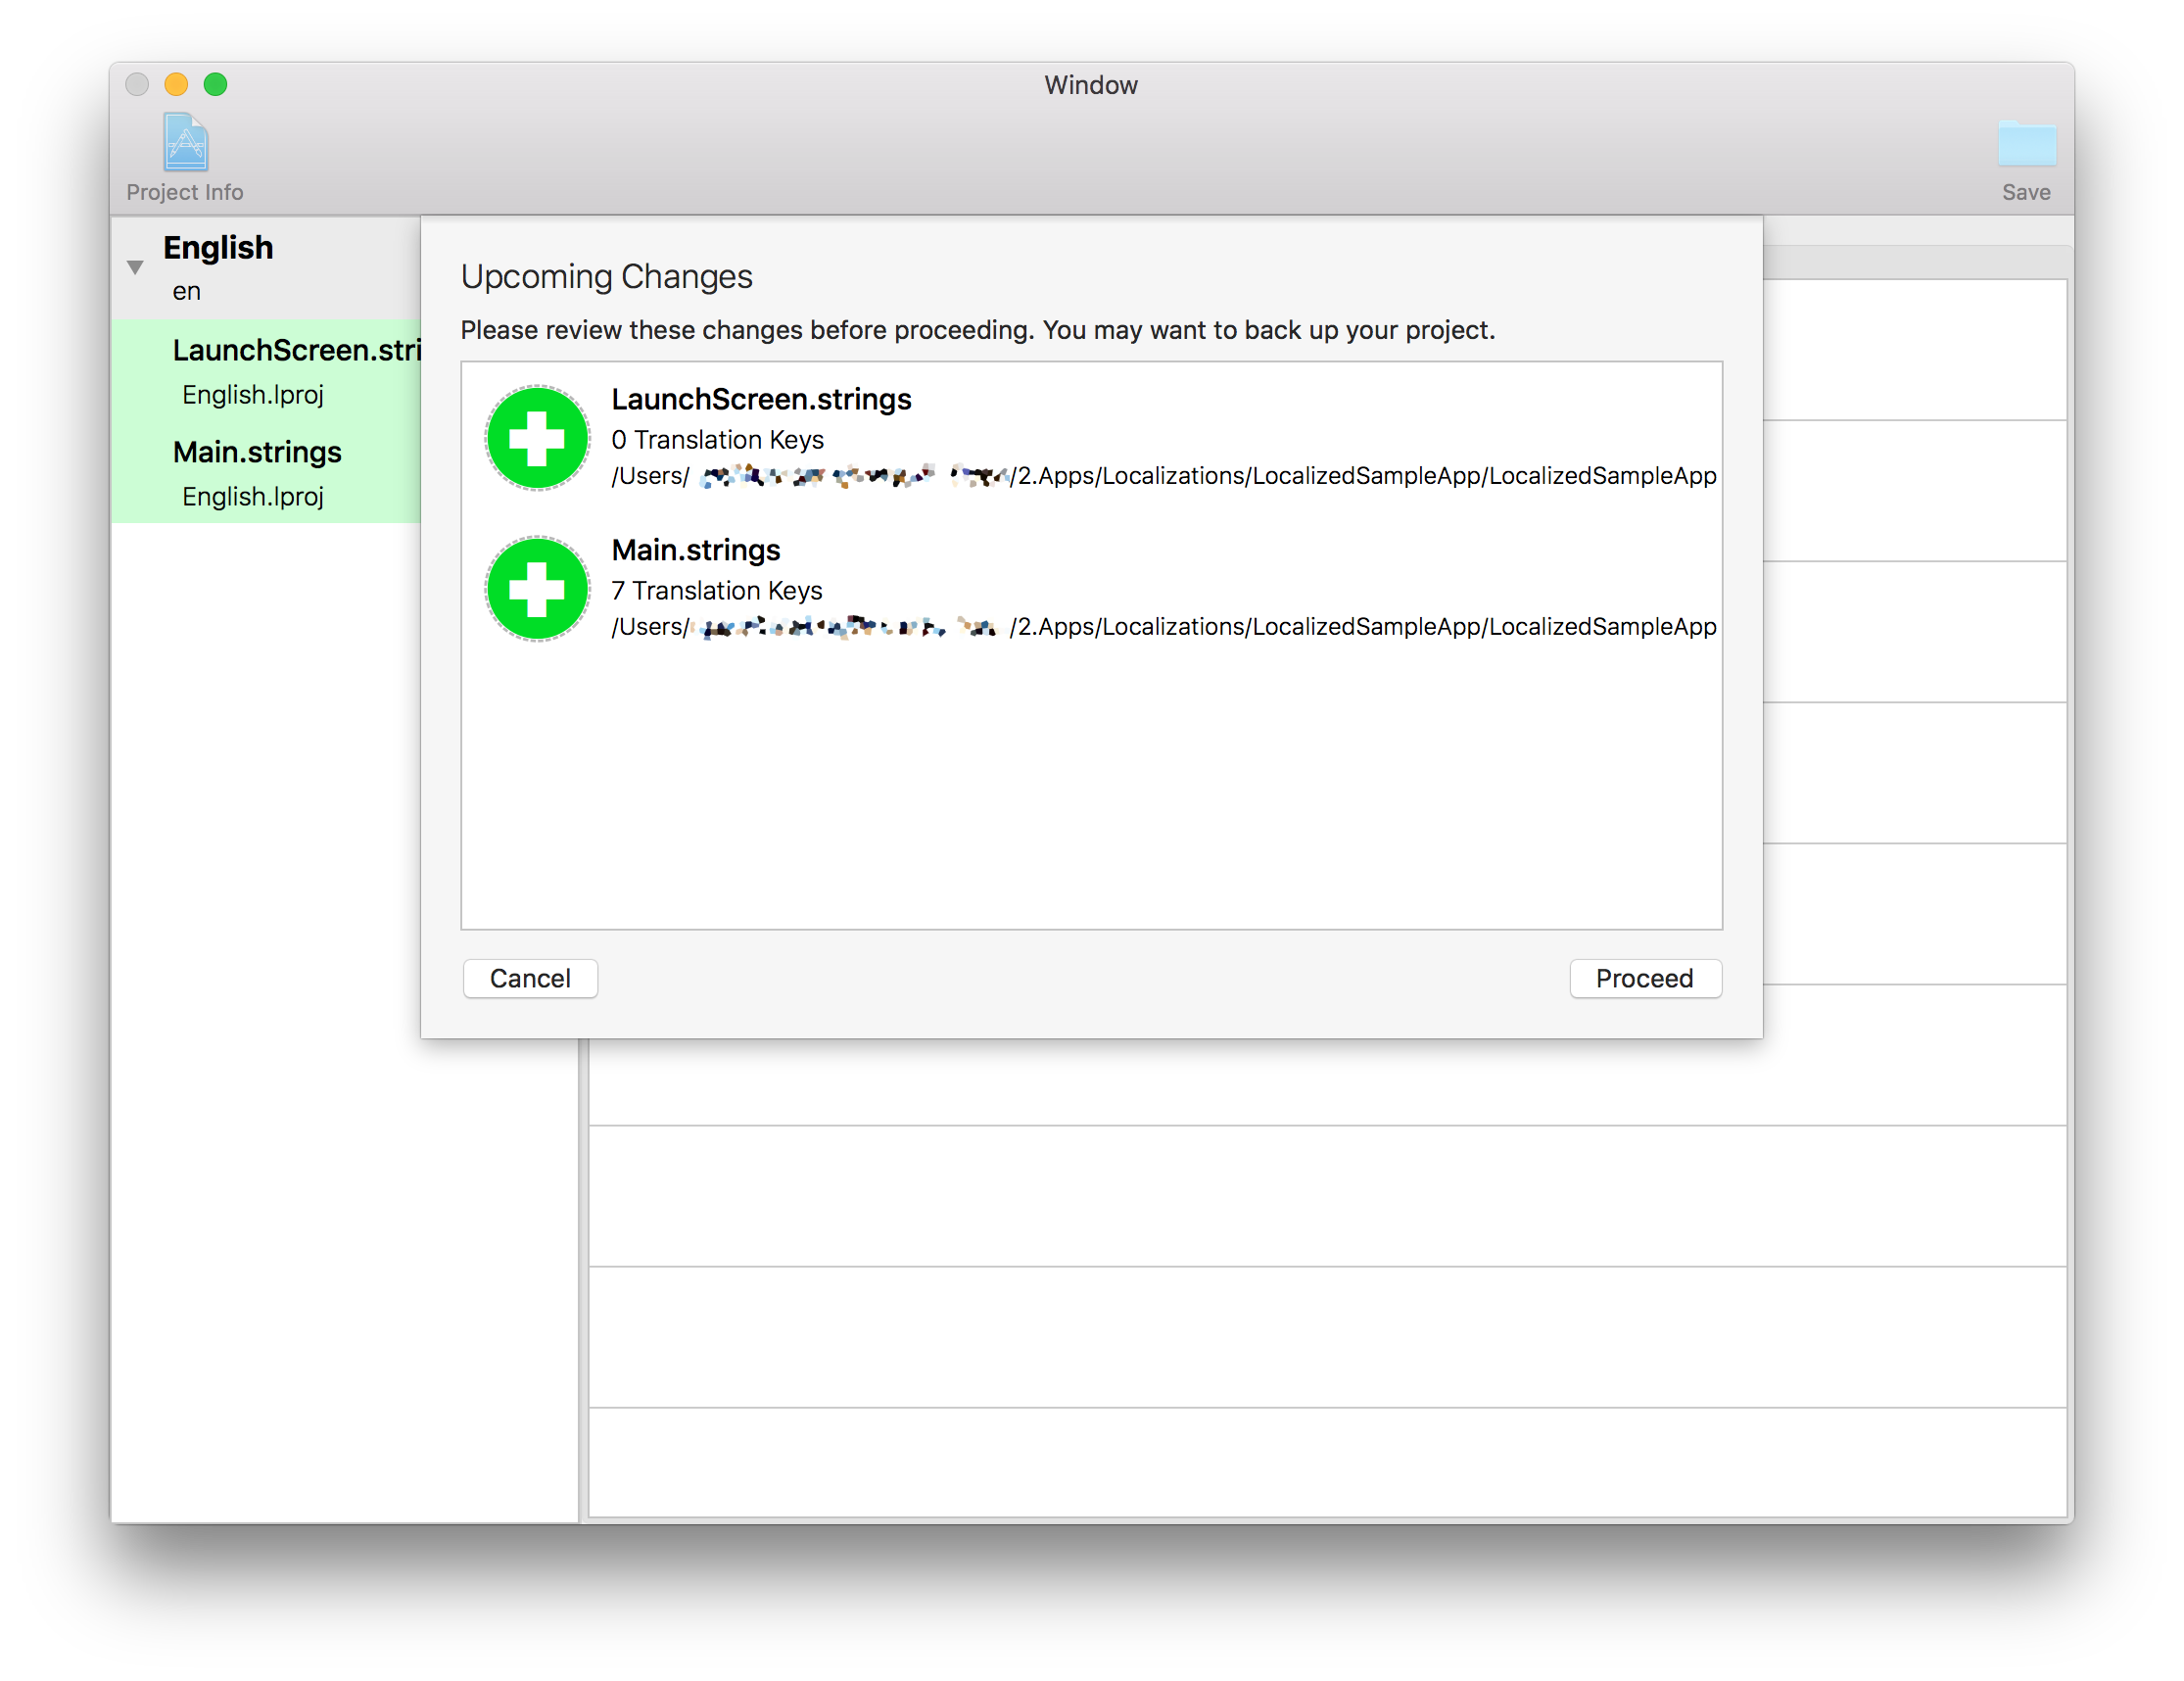 Window
Project Info
Save
English
en
LaunchScreen.stri
English.lproj
Main.strings
English.lproj
Upcoming Changes
Please review these changes before proceeding. You may want to back up your project.
LaunchScreen.strings
0 Translation Keys
/Users/ /2.Apps/Localizations/LocalizedSampleApp/LocalizedSampleApp
Main.strings
7 Translation Keys
/Users/ /2.Apps/Localizations/LocalizedSampleApp/LocalizedSampleApp
Cancel
Proceed